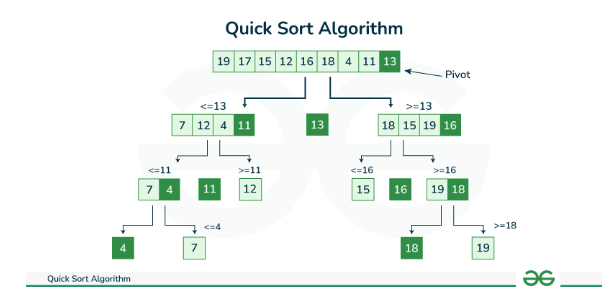 Quick Sort Algorithm
19 17 15 12 16 18 4 11 13
Pivot
<=13 >=13
7 12 4 11 13 18 15 19 16
<=11 >=11 <=16 >=16
7 4 11 12 15 16 19 18
<=4 >=18
4 7 18 19
Quick Sort Algorithm